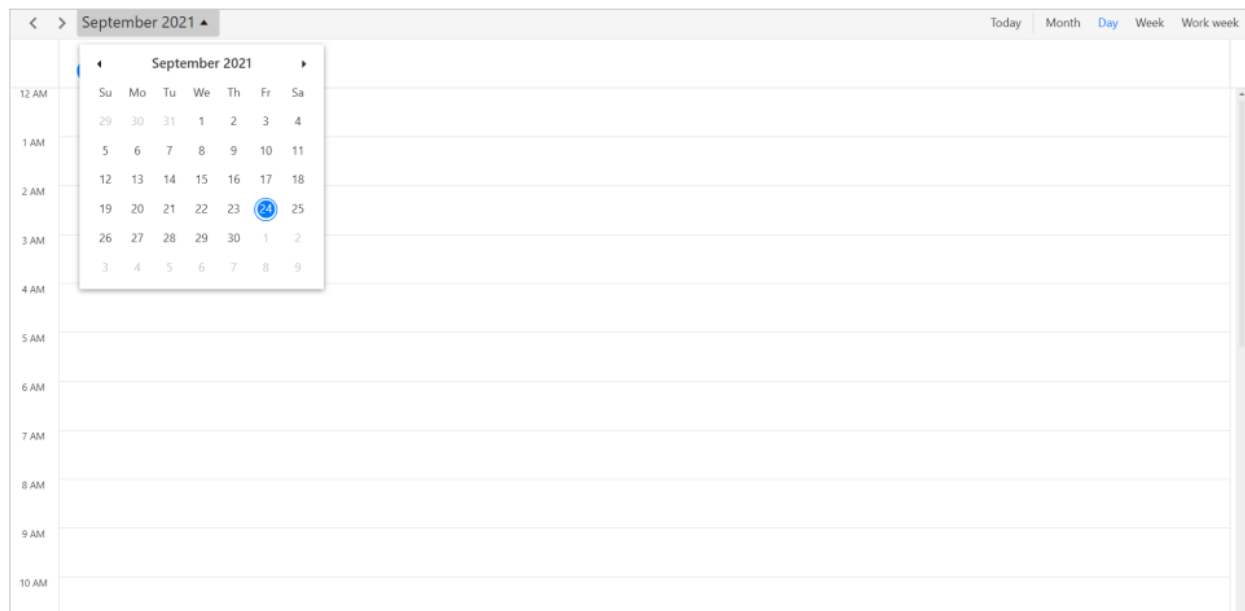 September 2021 Today Month Day Week Work week
September 2021
Su Mo Tu We Th Fr Sa
29 30 31 1 2 3 4
5 6 7 8 9 10 11
12 13 14 15 16 17 18
19 20 21 22 23 24 25
26 27 28 29 30 1 2
3 4 5 6 7 8 9
12 AM
1 AM
2 AM
3 AM
4 AM
5 AM
6 AM
7 AM
8 AM
9 AM
10 AM